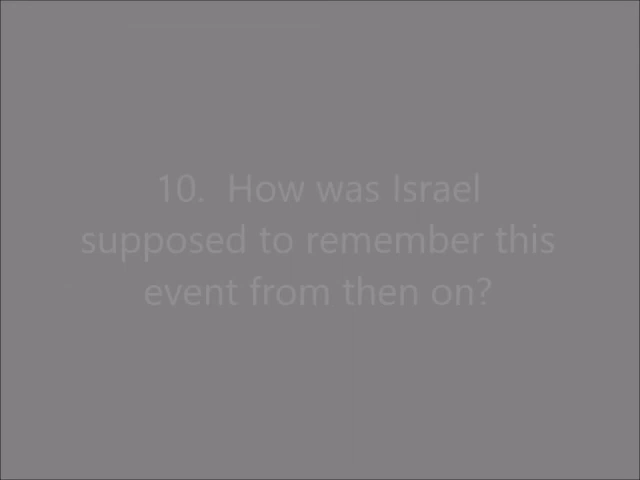 10.  How was Israel
supposed to remember this
event from then on?